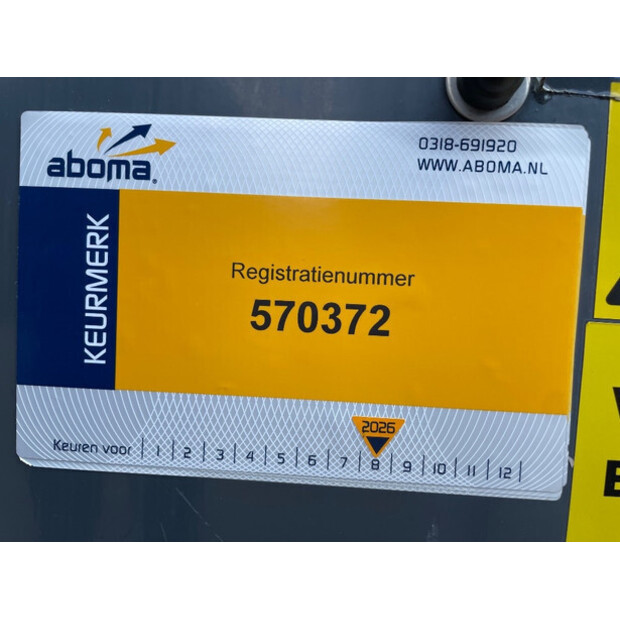 aboma
0318-691920
WWW.ABOMA.NL
KEURMERK
Registratienummer
570372
2026
Keuren voor | 1 | 2 | 3 | 4 | 5 | 6 | 7 | 8 | 9 | 10 | 11 | 12 |